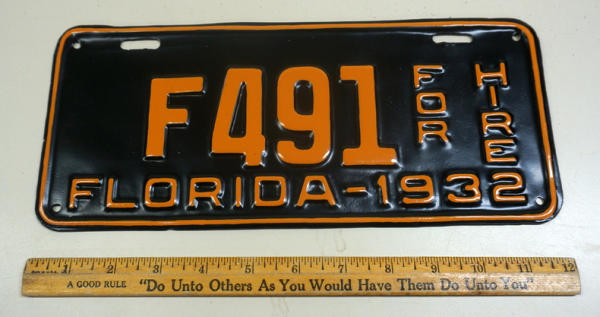 F491
FOR
HIRE
FLORIDA-1932
1 2 3 4 5 6 7 8 9 10 11 12
A GOOD RULE "Do Unto Others As You Would Have Them Do Unto You"